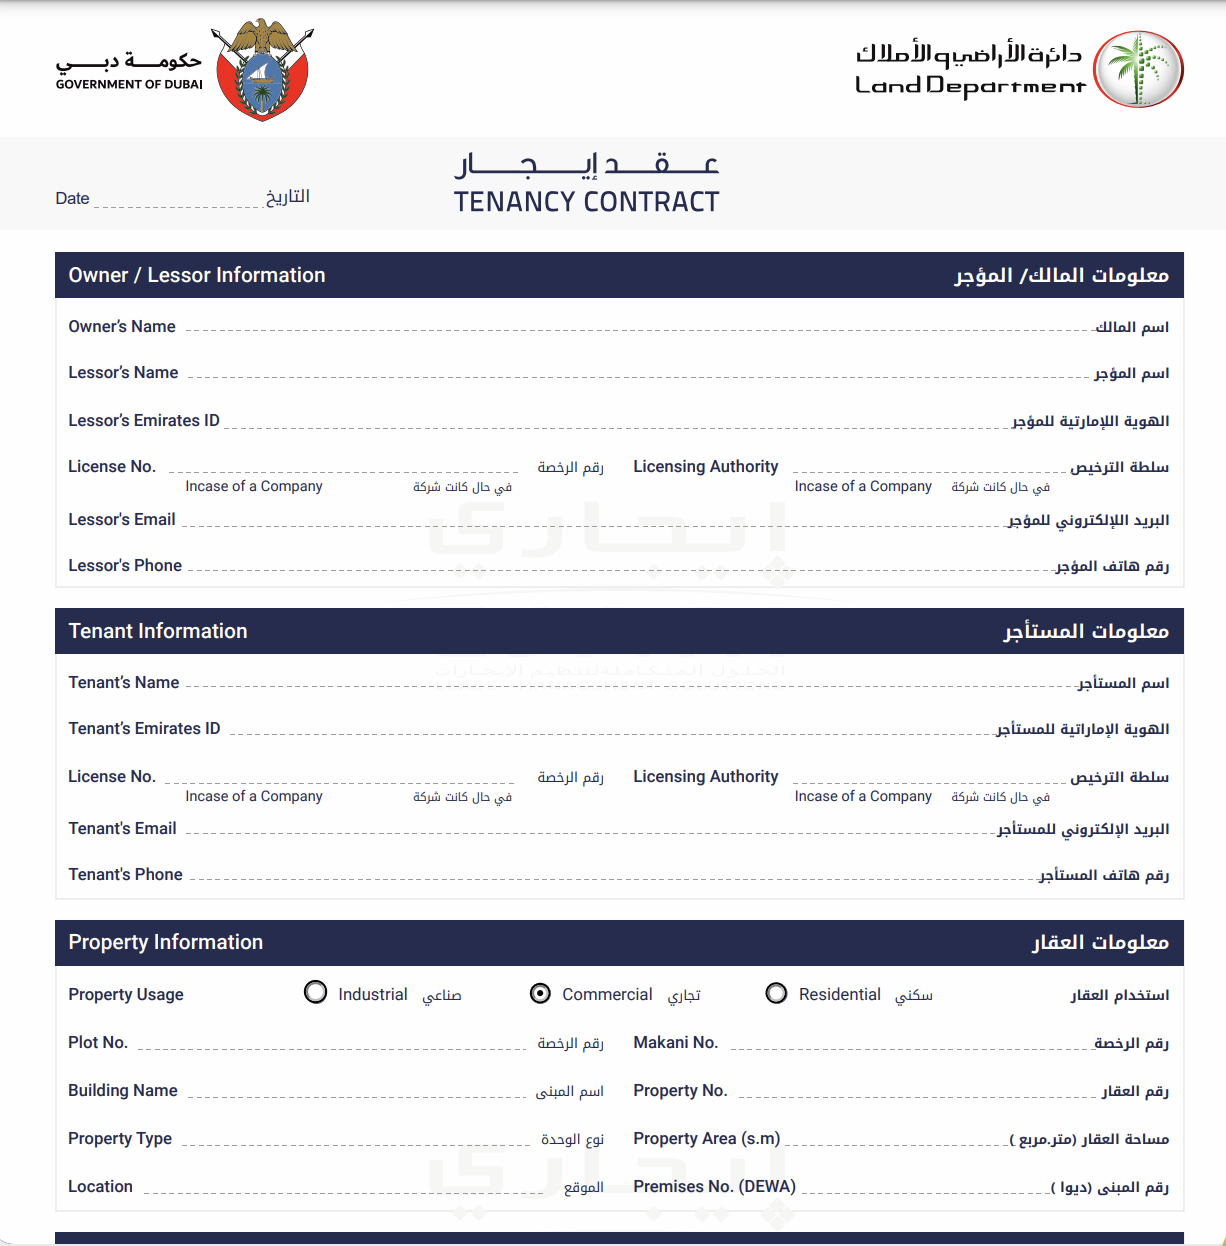 حكومـــة دبـــي
GOVERNMENT OF DUBAI
دائرة الأراضي والأملاك
Land Department
عـــقـــد إيـــجـــار
TENANCY CONTRACT
Date التاريخ
Owner / Lessor Information معلومات المالك/ المؤجر
Owner’s Name اسم المالك
Lessor’s Name اسم المؤجر
Lessor’s Emirates ID الهوية اللإمارتية للمؤجر
License No. رقم الرخصة Licensing Authority سلطة الترخيص
Incase of a Company في حال كانت شركة Incase of a Company في حال كانت شركة
إيجاري
Lessor's Email البريد اللإلكتروني للمؤجر
Lessor's Phone رقم هاتف المؤجر
Tenant Information معلومات المستأجر
الحلول المتكاملة لتنظيم الإيجارات
Tenant’s Name اسم المستأجر
Tenant’s Emirates ID الهوية الإماراتية للمستأجر
License No. رقم الرخصة Licensing Authority سلطة الترخيص
Incase of a Company في حال كانت شركة Incase of a Company في حال كانت شركة
Tenant's Email البريد الإلكتروني للمستأجر
Tenant's Phone رقم هاتف المستأجر
Property Information معلومات العقار
Property Usage Industrial صناعي Commercial تجاري Residential سكني استخدام العقار
Plot No. رقم الرخصة Makani No. رقم الرخصة
Building Name اسم المبنى Property No. رقم العقار
Property Type نوع الوحدة Property Area (s.m) مساحة العقار (متر.مربع )
إيجاري
Location الموقع Premises No. (DEWA) رقم المبنى (ديوا )